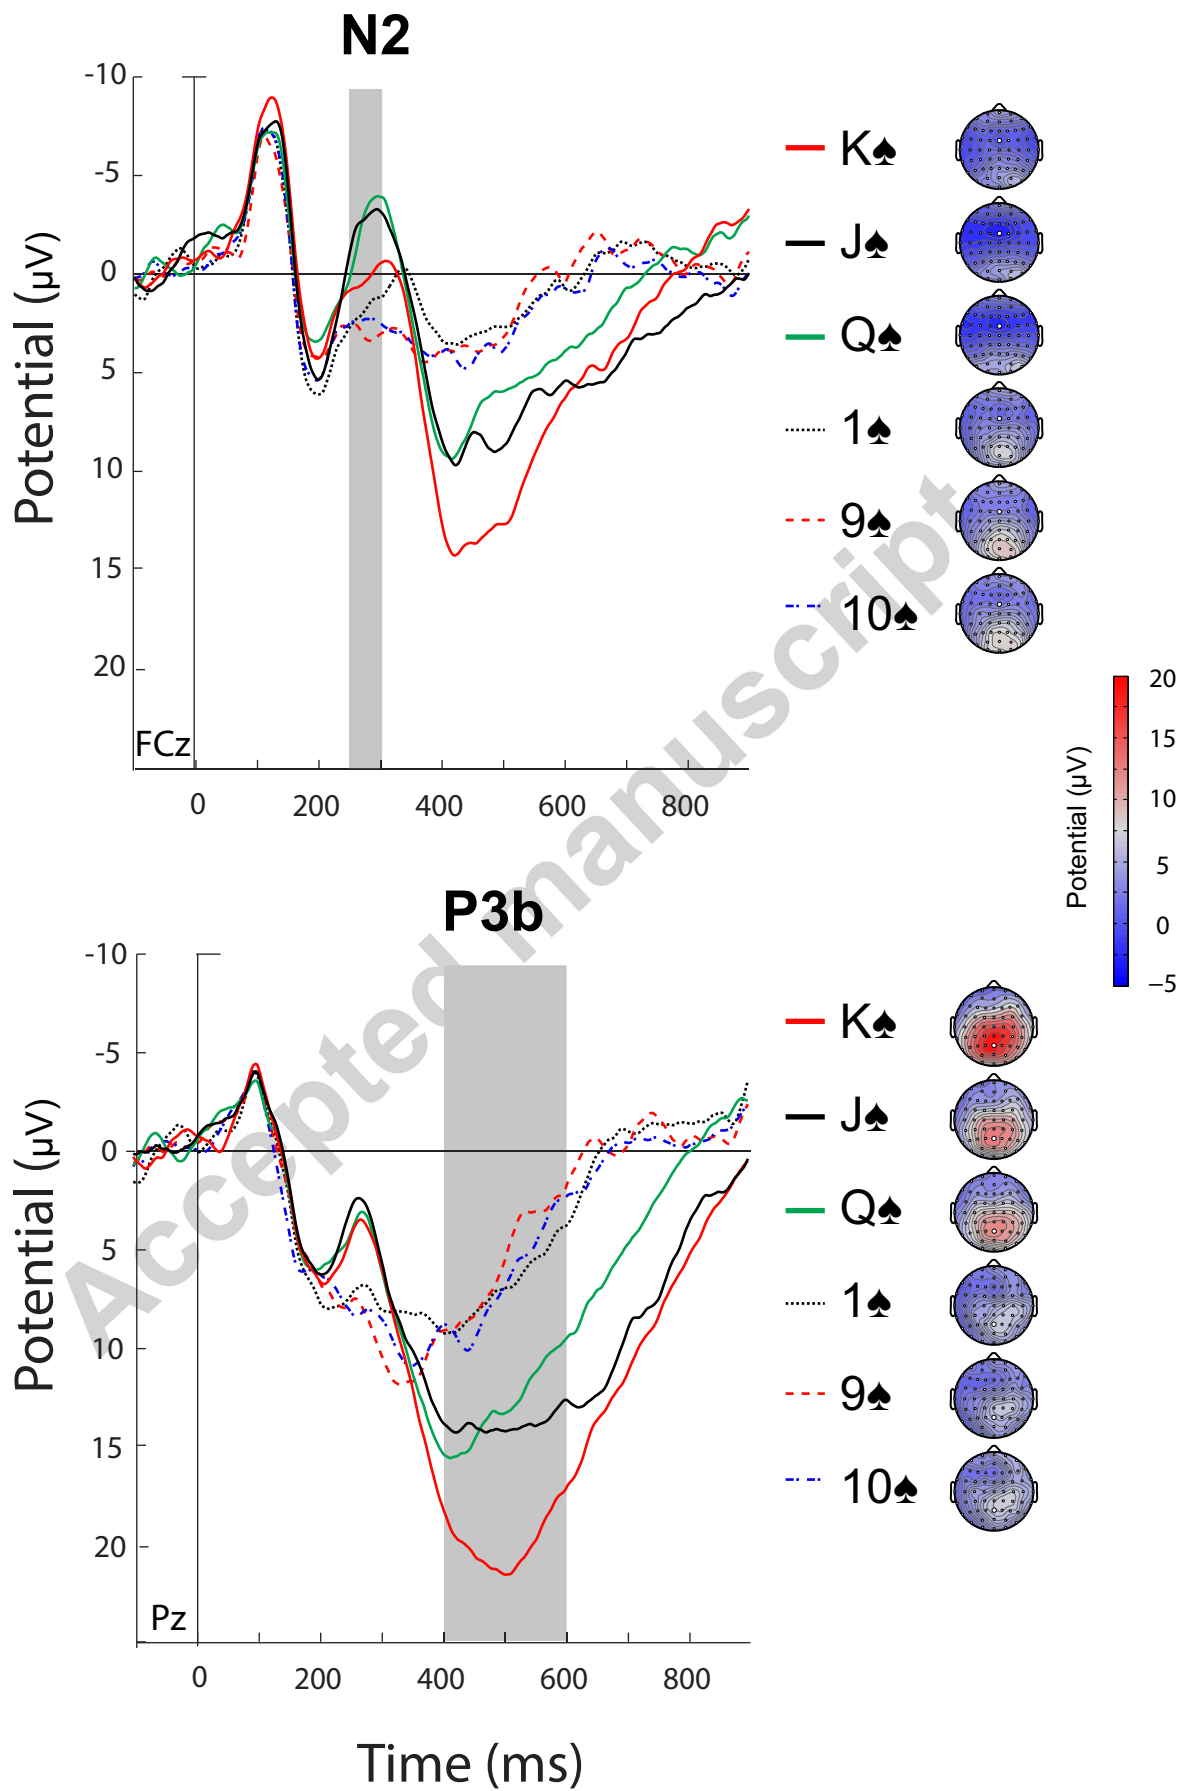 N2
-10
-5
0
5
10
15
20
Potential (µV)
FCz
0 200 400 600 800
K♠
J♠
Q♠
1♠
9♠
10♠
20
15
10
5
0
−5
Potential (µV)
Accepted manuscript
P3b
-10
-5
0
5
10
15
20
Potential (µV)
Pz
0 200 400 600 800
K♠
J♠
Q♠
1♠
9♠
10♠
Time (ms)